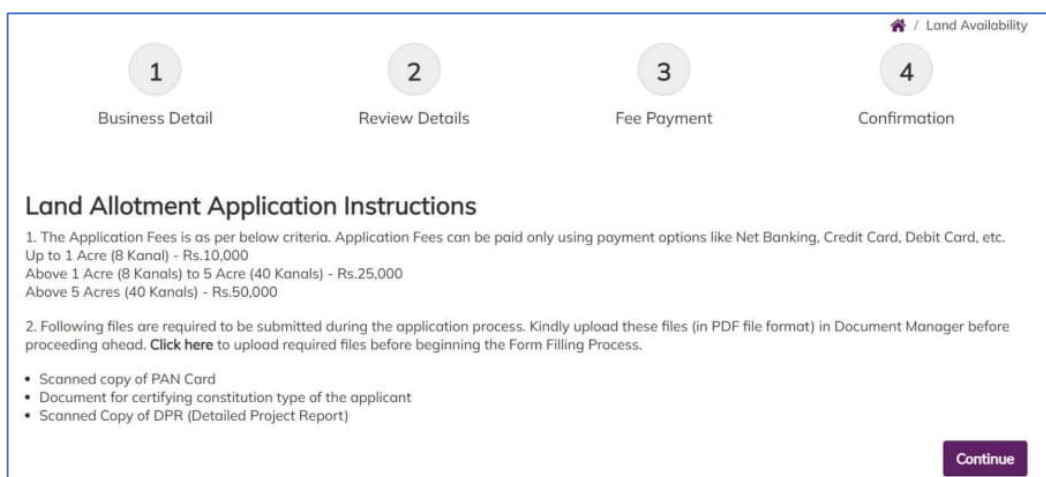 / Land Availability
1
2
3
4
Business Detail
Review Details
Fee Payment
Confirmation
Land Allotment Application Instructions
1. The Application Fees is as per below criteria. Application Fees can be paid only using payment options like Net Banking, Credit Card, Debit Card, etc.
Up to 1 Acre (8 Kanal) - Rs.10,000
Above 1 Acre (8 Kanals) to 5 Acre (40 Kanals) - Rs.25,000
Above 5 Acres (40 Kanals) - Rs.50,000
2. Following files are required to be submitted during the application process. Kindly upload these files (in PDF file format) in Document Manager before
proceeding ahead. Click here to upload required files before beginning the Form Filling Process.
• Scanned copy of PAN Card
• Document for certifying constitution type of the applicant
• Scanned Copy of DPR (Detailed Project Report)
Continue